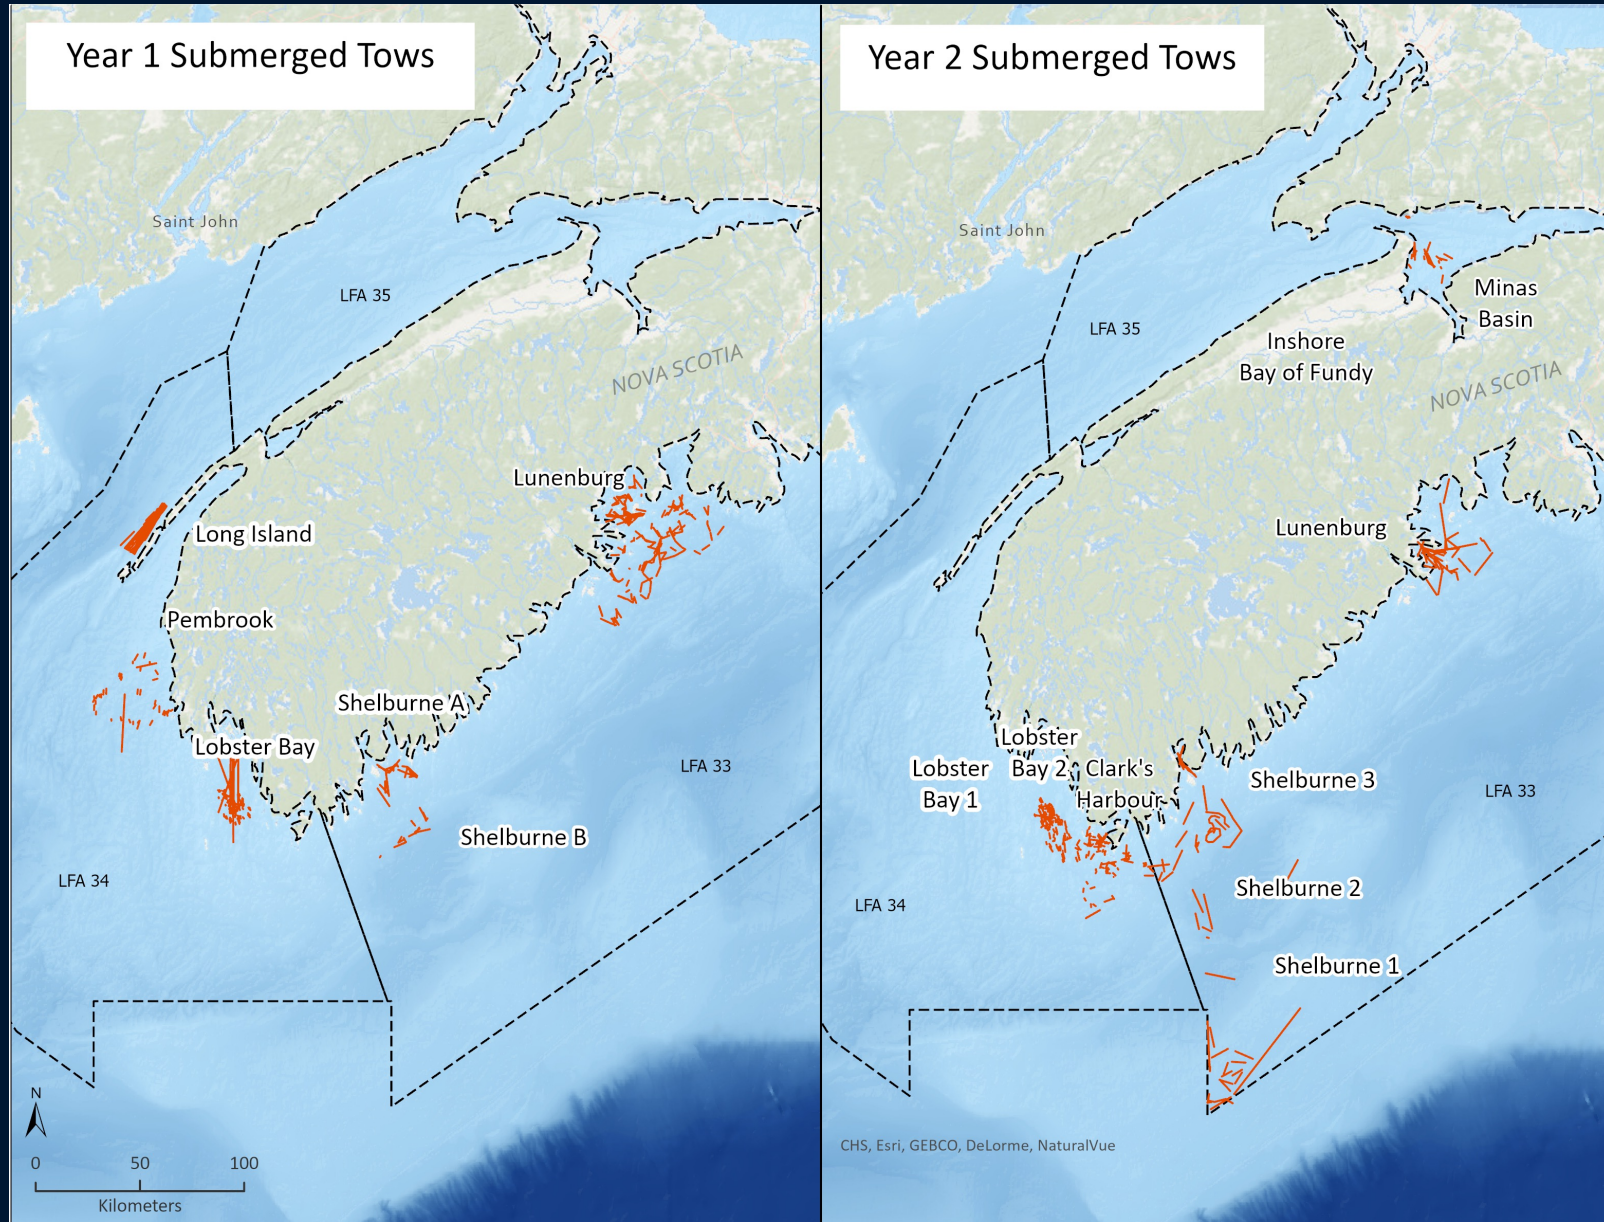 Year 1 Submerged Tows
Saint John
LFA 35
NOVA SCOTIA
Lunenburg
Long Island
Pembrook
Shelburne A
Lobster Bay
LFA 33
Shelburne B
LFA 34
N
0 50 100
Kilometers
Year 2 Submerged Tows
Saint John
Minas
Basin
LFA 35
Inshore
Bay of Fundy
NOVA SCOTIA
Lunenburg
Lobster
Bay 2
Lobster
Bay 1
Clark's
Harbour
Shelburne 3
LFA 33
Shelburne 2
LFA 34
Shelburne 1
CHS, Esri, GEBCO, DeLorme, NaturalVue